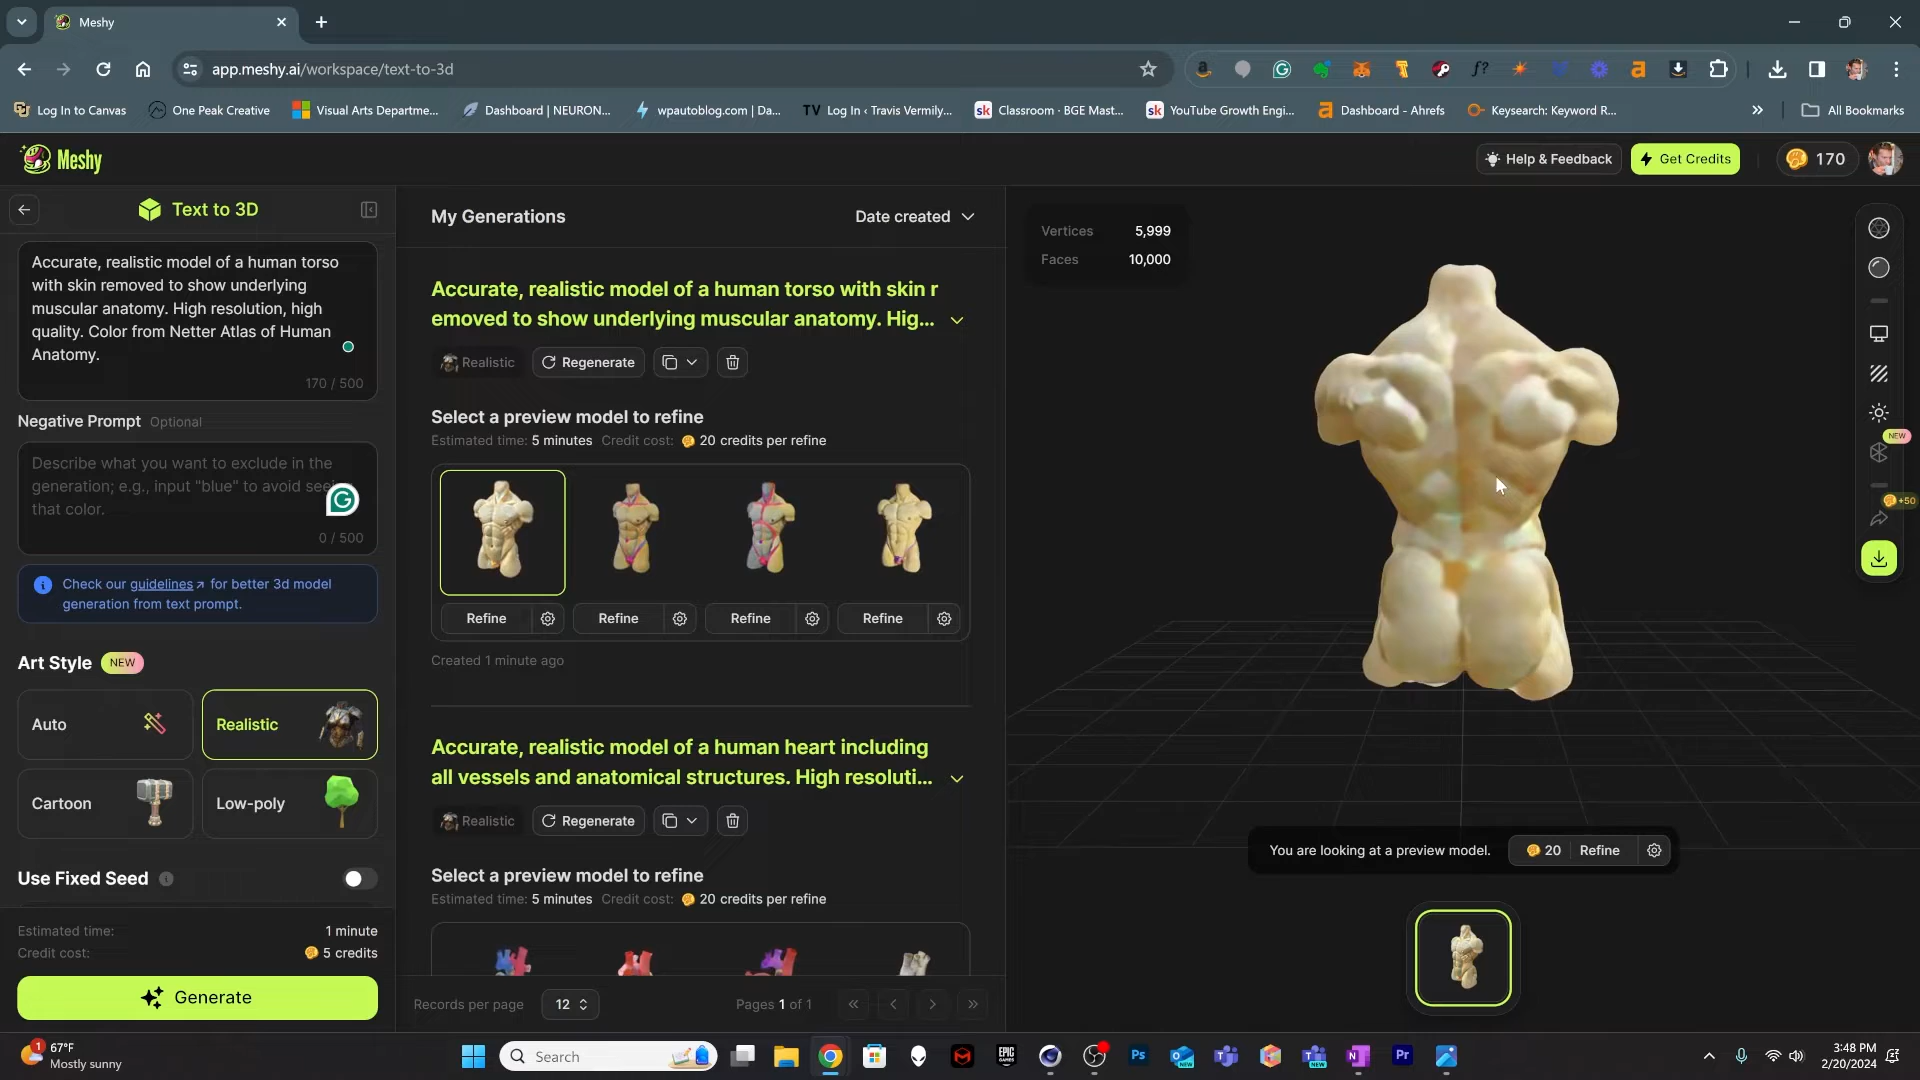 Meshy
app.meshy.ai/workspace/text-to-3d
Log In to Canvas
One Peak Creative
Visual Arts Departme...
Dashboard | NEURON...
wpautoblog.com | Da...
TV Log In ‹ Travis Vermily...
sk Classroom · BGE Mast...
sk YouTube Growth Engi...
Dashboard - Ahrefs
Keysearch: Keyword R...
All Bookmarks
Meshy
Help & Feedback
Get Credits
170
Text to 3D
My Generations
Date created
Vertices 5,999
Faces 10,000
Accurate, realistic model of a human torso
with skin removed to show underlying
muscular anatomy. High resolution, high
quality. Color from Netter Atlas of Human
Anatomy.
170 / 500
Negative Prompt Optional
Describe what you want to exclude in the
generation; e.g., input "blue" to avoid see
that color.
0 / 500
Check our guidelines for better 3d model
generation from text prompt.
Art Style NEW
Auto
Realistic
Cartoon
Low-poly
Use Fixed Seed
Estimated time: 1 minute
Credit cost: 5 credits
Generate
Accurate, realistic model of a human torso with skin r
emoved to show underlying muscular anatomy. Hig...
Realistic
Regenerate
Select a preview model to refine
Estimated time: 5 minutes Credit cost: 20 credits per refine
Refine
Refine
Refine
Refine
Created 1 minute ago
Accurate, realistic model of a human heart including
all vessels and anatomical structures. High resoluti...
Realistic
Regenerate
Select a preview model to refine
Estimated time: 5 minutes Credit cost: 20 credits per refine
Records per page
12
Pages 1 of 1
NEW
+50
You are looking at a preview model.
20
Refine
1
67°F
Mostly sunny
Search
EPIC
GAMES
Ps
NEW
NEW
N
Pr
3:48 PM
2/20/2024